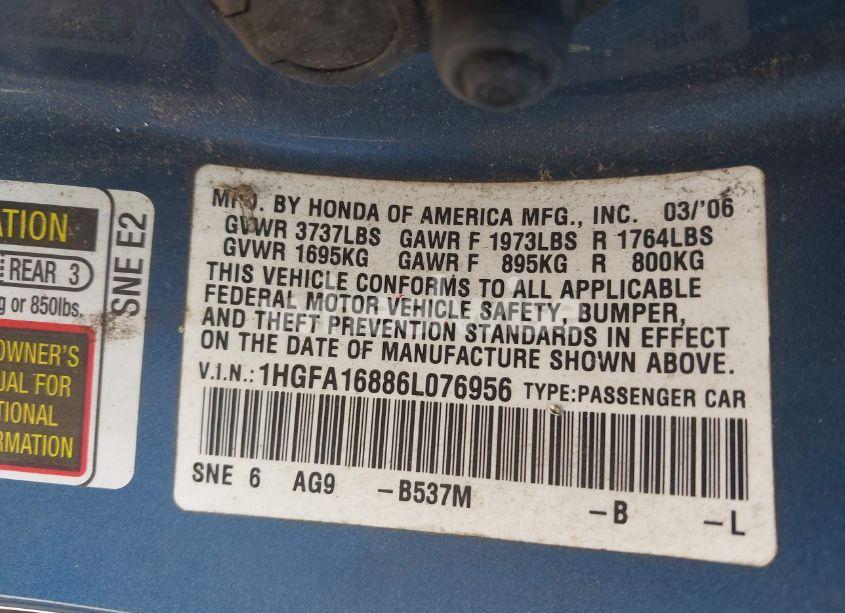 ATION
REAR 3
g or 850lbs.
OWNER'S
UAL FOR
TIONAL
RMATION
SNE E2
MFD. BY HONDA OF AMERICA MFG., INC. 03/'06
GVWR 3737LBS GAWR F 1973LBS R 1764LBS
GVWR 1695KG GAWR F 895KG R 800KG
THIS VEHICLE CONFORMS TO ALL APPLICABLE
FEDERAL MOTOR VEHICLE SAFETY, BUMPER,
AND THEFT PREVENTION STANDARDS IN EFFECT
ON THE DATE OF MANUFACTURE SHOWN ABOVE.
V.I.N.: 1HGFA16886L076956 TYPE:PASSENGER CAR
SNE 6 AG9 -B537M -B -L